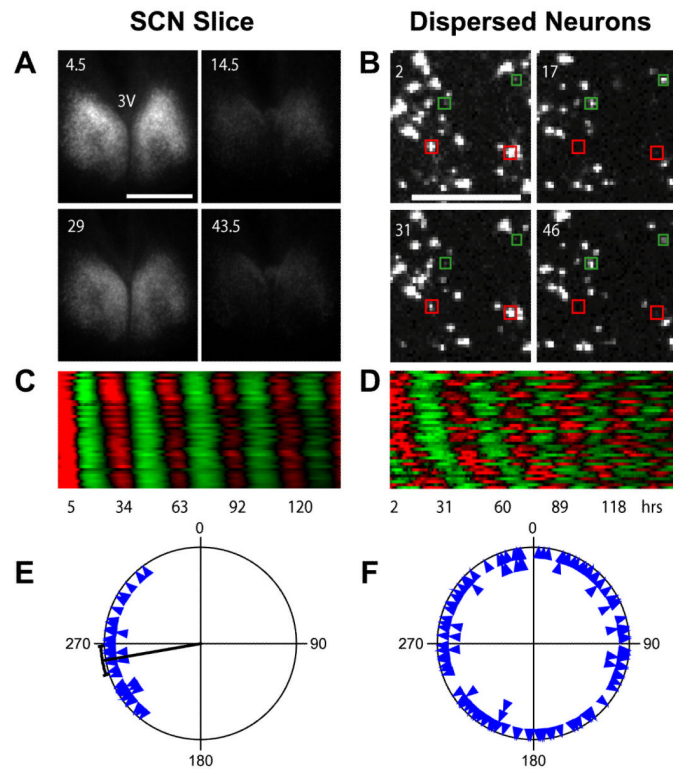 SCN Slice
Dispersed Neurons
A
B
4.5
14.5
2
17
3V
29
43.5
31
46
C
D
5 34 63 92 120
2 31 60 89 118 hrs
E
F
0
270
90
180
0
270
90
180